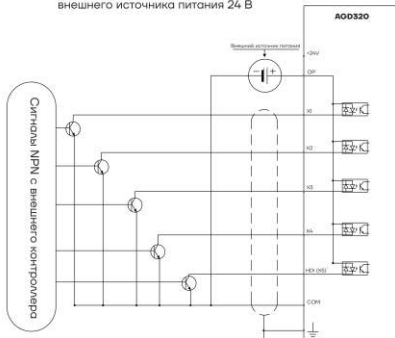 внешнего источника питания 24 В
AOD320
Внешний источник питания
+24V
OP
X1
X2
X3
X4
HDI (X5)
COM
Сигналы NPN с внешнего контроллера